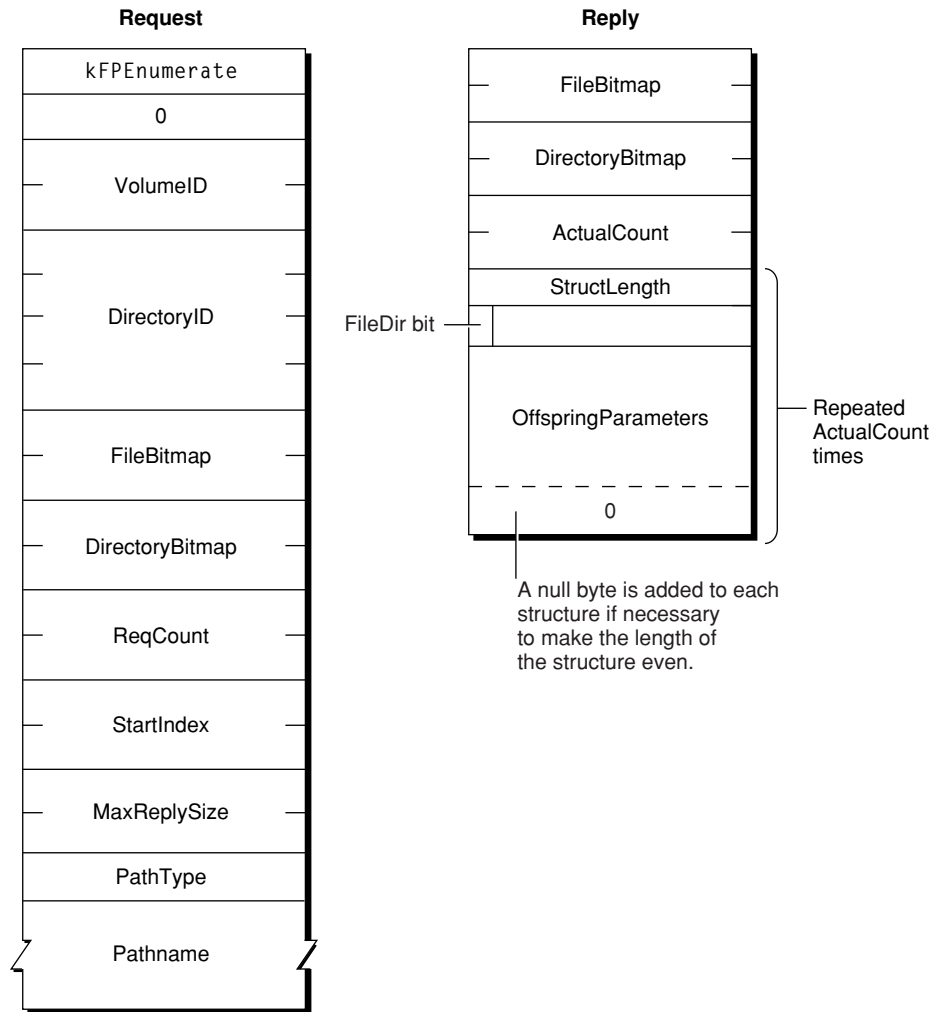 Request
kFPEnumerate
0
VolumeID
DirectoryID
FileBitmap
DirectoryBitmap
ReqCount
StartIndex
MaxReplySize
PathType
Pathname
Reply
FileBitmap
DirectoryBitmap
ActualCount
StructLength
FileDir bit
OffspringParameters
0
Repeated
ActualCount
times
A null byte is added to each
structure if necessary
to make the length of
the structure even.